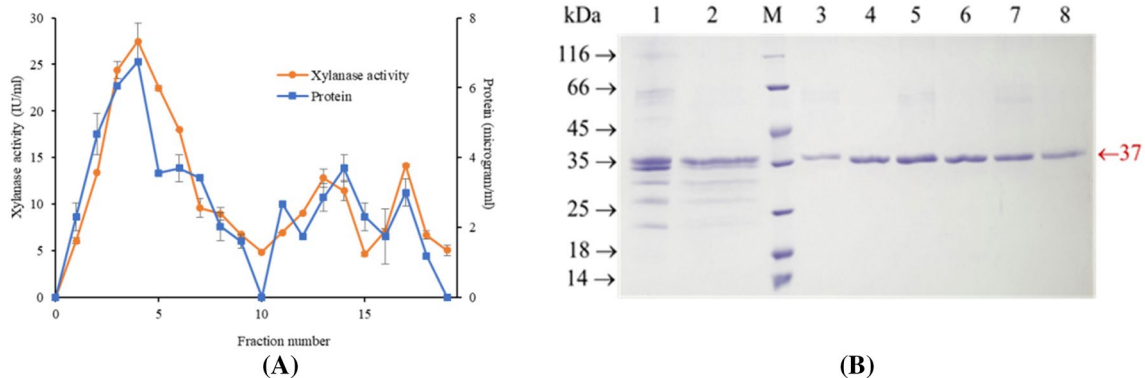 30
25
20
15
10
5
0
Xylanase activity (IU/ml)
Xylanase activity
Protein
8
6
4
2
0
Protein (microgram/ml)
0 5 10 15
Fraction number
(A)
kDa 1 2 M 3 4 5 6 7 8
116→
66→
45→
35→
25→
18→
14→
←37
(B)